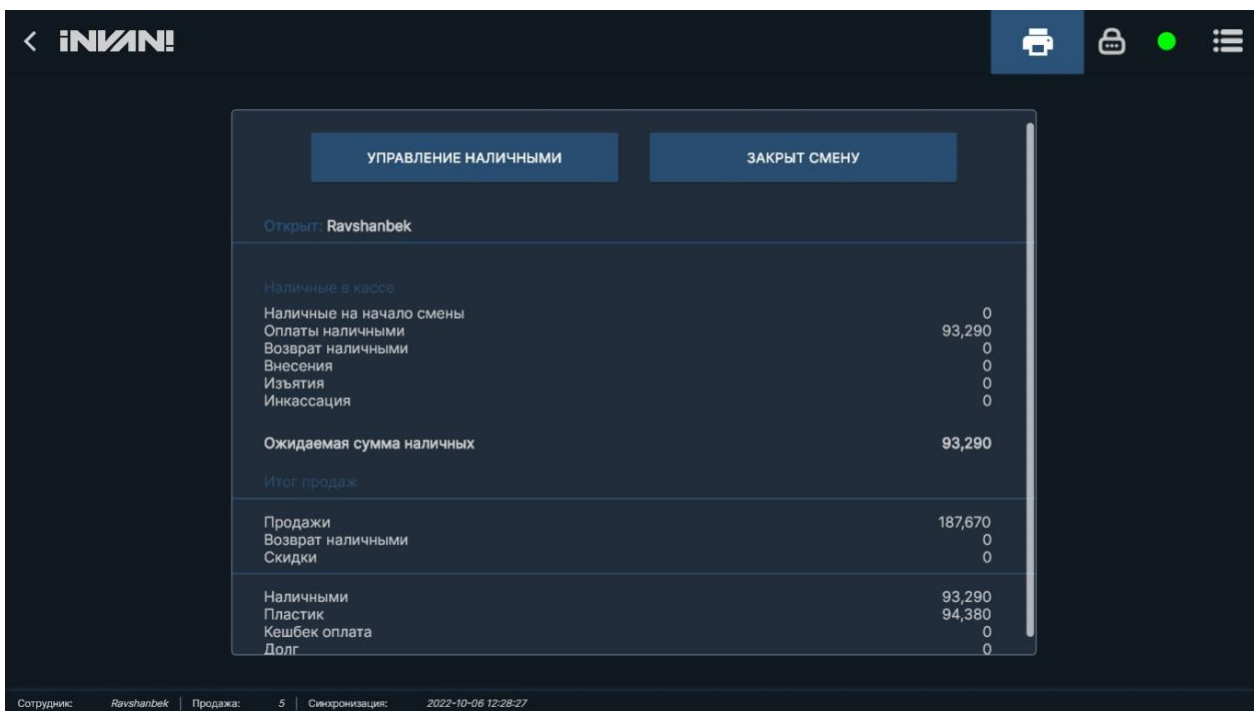 iNVAN!
УПРАВЛЕНИЕ НАЛИЧНЫМИ ЗАКРЫТ СМЕНУ
Открыт: Ravshanbek
Наличные в кассе
Наличные на начало смены 0
Оплаты наличными 93,290
Возврат наличными 0
Внесения 0
Изъятия 0
Инкассация 0
Ожидаемая сумма наличных 93,290
Итог продаж
Продажи 187,670
Возврат наличными 0
Скидки 0
Наличными 93,290
Пластик 94,380
Кешбек оплата 0
Долг 0
Сотрудник: Ravshanbek | Продажа: 5 | Синхронизация: 2022-10-06 12:28:27